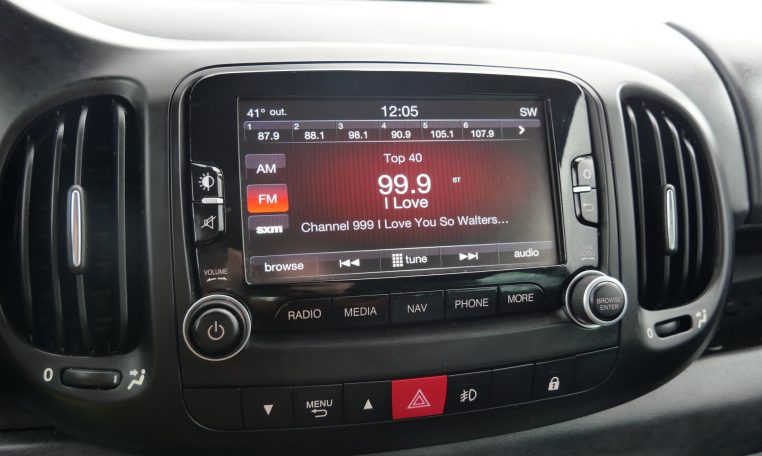 41° out. 12:05 SW
1 2 3 4 5 6
87.9 88.1 98.1 90.9 105.1 107.9
AM
Top 40
FM
99.9 ST
I Love
sxm
Channel 999 I Love You So Walters…
browse tune audio
VOLUME
RADIO MEDIA NAV PHONE MORE
BROWSE
ENTER
0
0
MENU